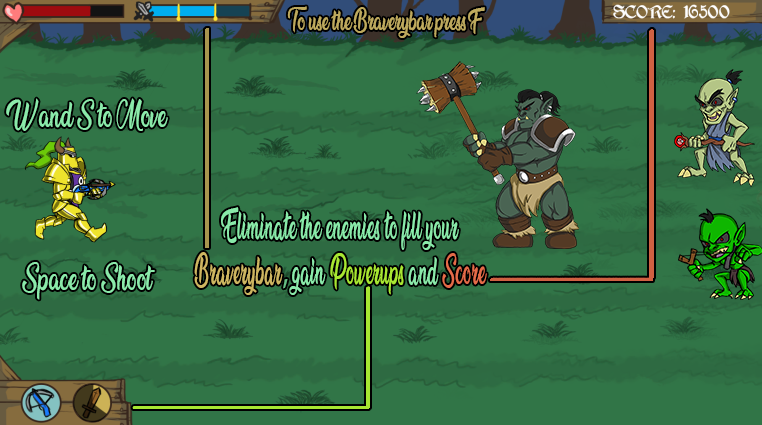 To use the Braverybar press F
SCORE: 16500
W and S to Move
Eliminate the enemies to fill your
Braverybar, gain Powerups and Score
Space to Shoot